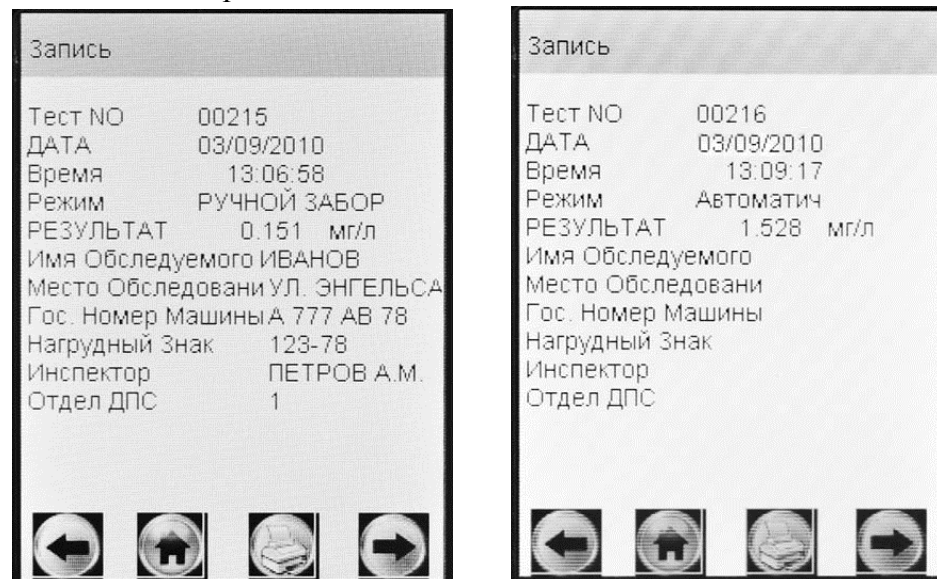 Запись
Тест NO 00215
ДАТА 03/09/2010
Время 13:06:58
Режим РУЧНОЙ ЗАБОР
РЕЗУЛЬТАТ 0.151 мг/л
Имя Обследуемого ИВАНОВ
Место Обследовани УЛ. ЭНГЕЛЬСА
Гос. Номер Машины А 777 АВ 78
Нагрудный Знак 123-78
Инспектор ПЕТРОВ А.М.
Отдел ДПС 1
Запись
Тест NO 00216
ДАТА 03/09/2010
Время 13:09:17
Режим Автоматич
РЕЗУЛЬТАТ 1.528 мг/л
Имя Обследуемого
Место Обследовани
Гос. Номер Машины
Нагрудный Знак
Инспектор
Отдел ДПС